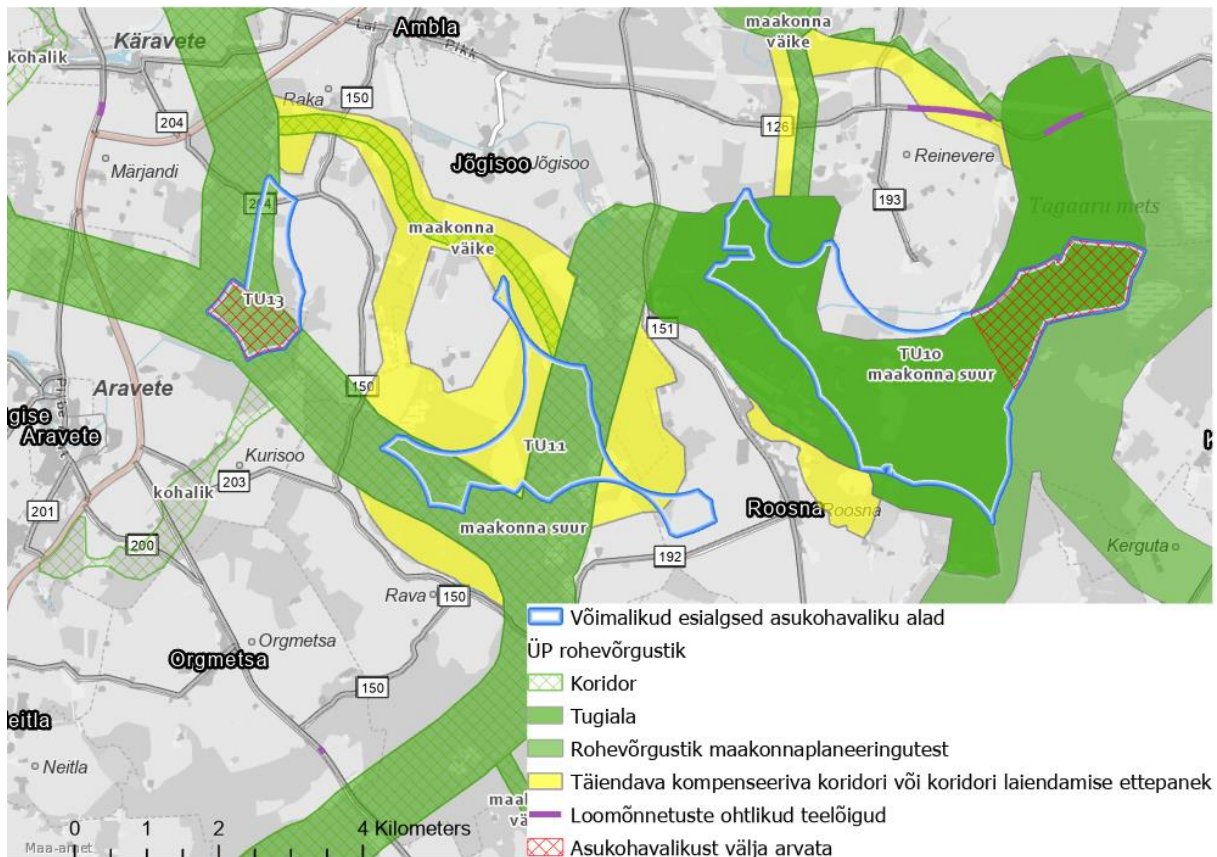 Ambla
maakonna
väike
Käravete
kohalik
Lai
Pikk
Raka
150
204
126
Märjandi
Jõgisoo
Jõgisoo
Reinevere
193
204
Tagaaru mets
maakonna
väike
TU13
151
TU10
maakonna suur
150
Aravete
Aravete
TU11
Kurisoo
203
kohalik
201
Roosna
Roosna
maakonna suur
200
192
Kerguta
Rava
150
Orgmetsa
Orgmetsa
150
Neitla
Võimalikud esialgsed asukohavaliku alad
ÜP rohevõrgustik
Koridor
Tugiala
Rohevõrgustik maakonnaplaneeringutest
Täiendava kompenseeriva koridori või koridori laiendamise ettepanek
Loomõnnetuste ohtlikud teelõigud
Asukohavalikust välja arvata
0 1 2 4 Kilometers
Maa-amet